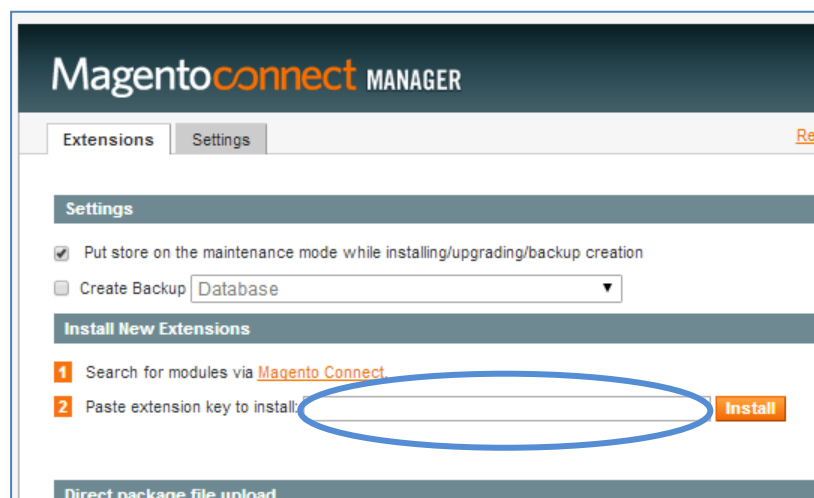 Magentoconnect MANAGER
Extensions Settings Re
Settings
Put store on the maintenance mode while installing/upgrading/backup creation
Create Backup Database
Install New Extensions
1 Search for modules via Magento Connect.
2 Paste extension key to install: Install
Direct package file upload